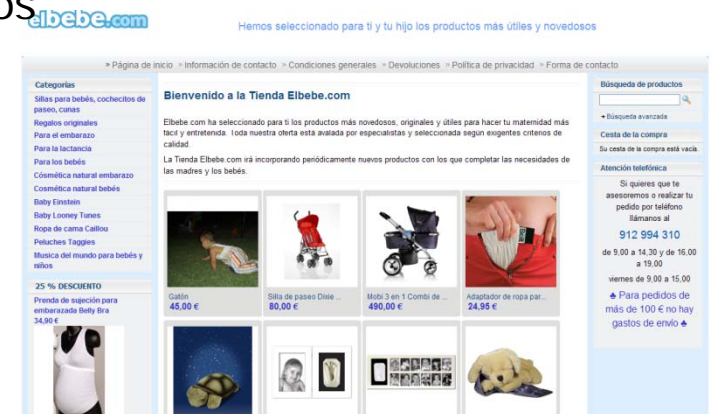 os
elbebe.com
Hemos seleccionado para ti y tu hijo los productos más útiles y novedosos
» Página de inicio » Información de contacto » Condiciones generales » Devoluciones » Política de privacidad » Forma de contacto
Categorías
Sillas para bebés, cochecitos de
paseo, cunas
Regalos originales
Para el embarazo
Para la lactancia
Para los bebés
Cósmética natural embarazo
Cosmética natural bebés
Baby Einstein
Baby Looney Tunes
Ropa de cama Caillou
Peluches Taggies
Musica del mundo para bebés y
niños
25 % DESCUENTO
Prenda de sujeción para
embarazada Belly Bra
34,90 €
Bienvenido a la Tienda Elbebe.com
Elbebe.com ha seleccionado para ti los productos más novedosos, originales y útiles para hacer tu maternidad más
fácil y entretenida. Toda nuestra oferta está avalada por especialistas y seleccionada según exigentes criterios de
calidad.
La Tienda Elbebe.com irá incorporando periódicamente nuevos productos con los que completar las necesidades de
las madres y los bebés.
Gatón
45,00 €
Silla de paseo Dixie ...
80,00 €
Mobi 3 en 1 Combi de ...
490,00 €
Adaptador de ropa par...
24,95 €
Búsqueda de productos
Búsqueda avanzada
Cesta de la compra
Su cesta de la compra está vacía.
Atención telefónica
Si quieres que te
asesoremos o realizar tu
pedido por teléfono
llámanos al
912 994 310
de 9,00 a 14,30 y de 16,00
a 19,00
viernes de 9,00 a 15,00
♣ Para pedidos de
más de 100 € no hay
gastos de envío ♣